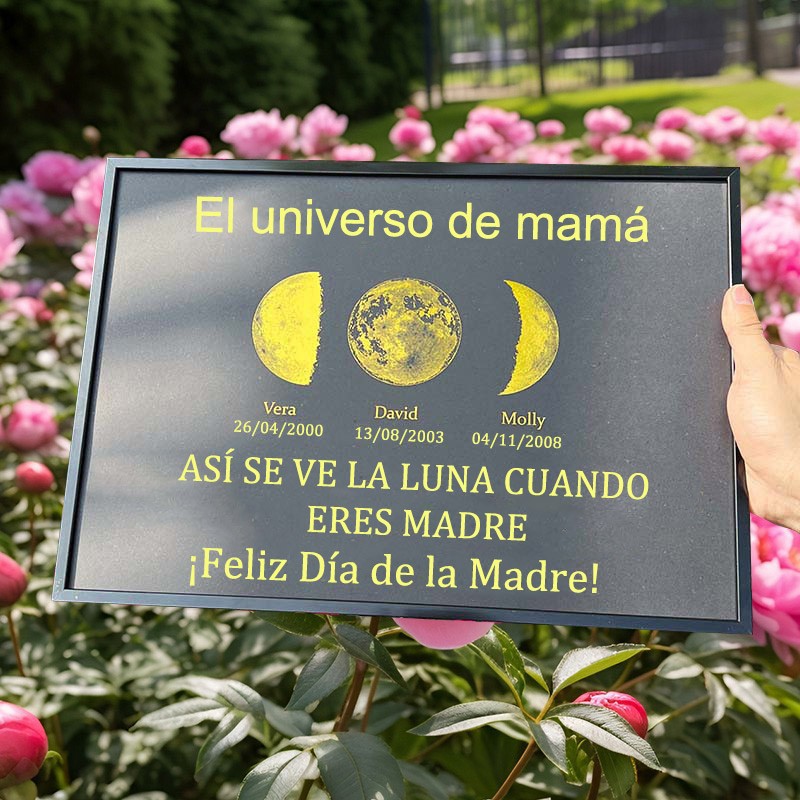 El universo de mamá
Vera David Molly
26/04/2000 13/08/2003 04/11/2008
ASÍ SE VE LA LUNA CUANDO
ERES MADRE
¡Feliz Día de la Madre!